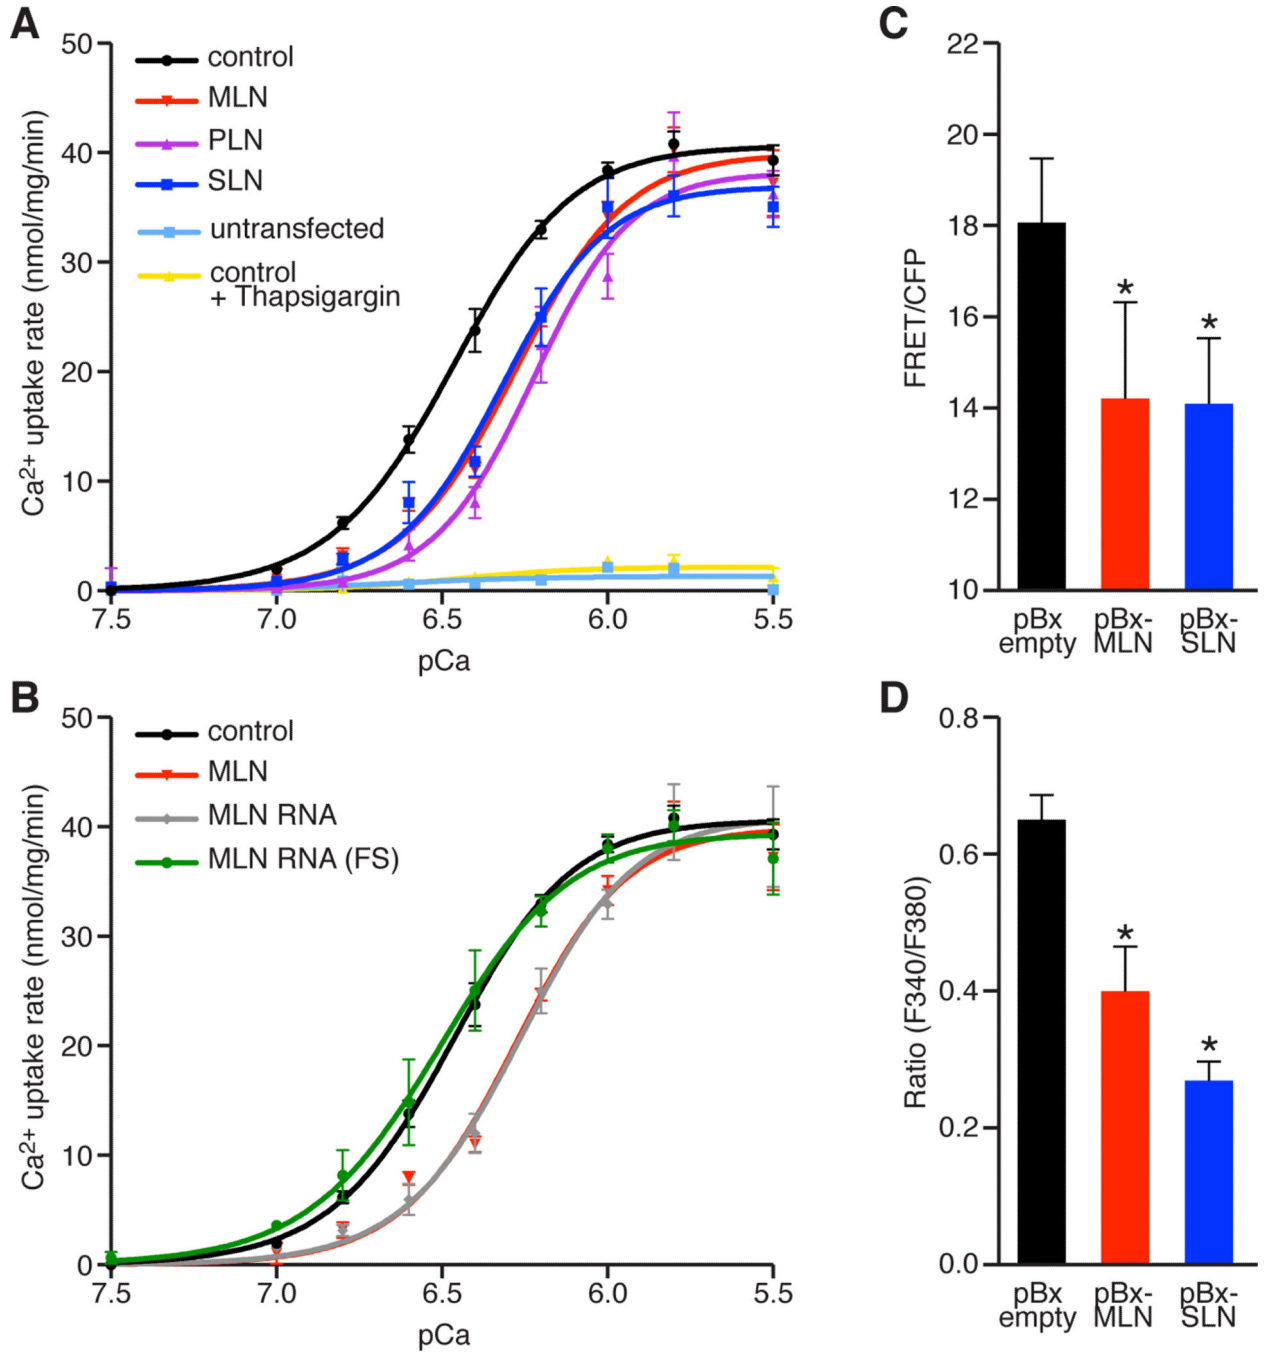 A
50
40
30
20
10
0
Ca2+ uptake rate (nmol/mg/min)
control
MLN
PLN
SLN
untransfected
control
+ Thapsigargin
7.5 7.0 6.5 6.0 5.5
pCa
C
22
20
18
16
14
12
10
FRET/CFP
*
*
pBx pBx- pBx-
empty MLN SLN
B
50
40
30
20
10
0
Ca2+ uptake rate (nmol/mg/min)
control
MLN
MLN RNA
MLN RNA (FS)
7.5 7.0 6.5 6.0 5.5
pCa
D
0.8
0.6
0.4
0.2
0.0
Ratio (F340/F380)
*
*
pBx pBx- pBx-
empty MLN SLN